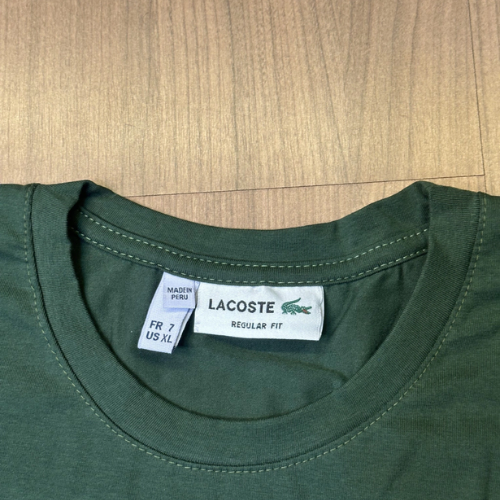 MADE IN
PERU
FR 7
US XL
LACOSTE
REGULAR FIT